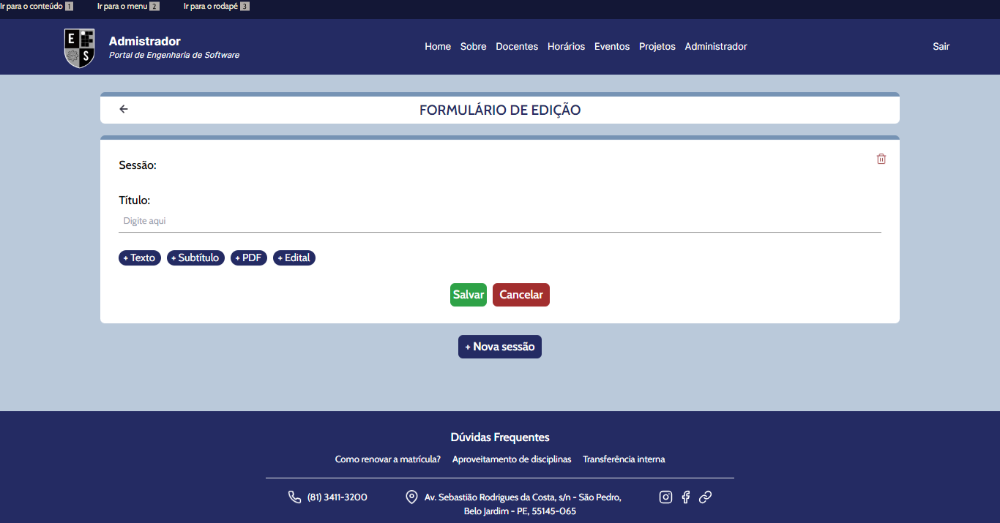 Ir para o conteúdo 1 Ir para o menu 2 Ir para o rodapé 3
E S
Admistrador
Portal de Engenharia de Software
Home Sobre Docentes Horários Eventos Projetos Administrador Sair
FORMULÁRIO DE EDIÇÃO
Sessão:
Título:
Digite aqui
+ Texto + Subtítulo + PDF + Edital
Salvar Cancelar
+ Nova sessão
Dúvidas Frequentes
Como renovar a matrícula? Aproveitamento de disciplinas Transferência interna
(81) 3411-3200 Av. Sebastião Rodrigues da Costa, s/n - São Pedro,
Belo Jardim - PE, 55145-065